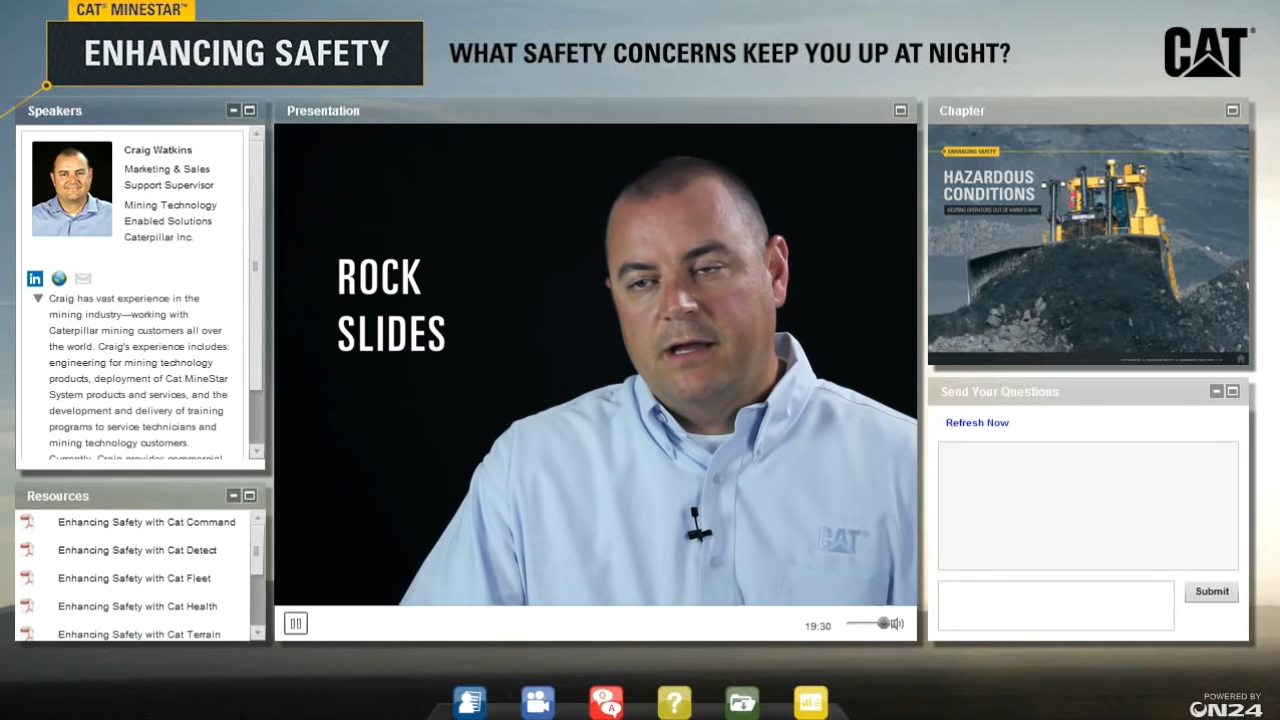 CAT® MINESTAR™
ENHANCING SAFETY
WHAT SAFETY CONCERNS KEEP YOU UP AT NIGHT?
CAT®
Speakers
Craig Watkins
Marketing & Sales
Support Supervisor
Mining Technology
Enabled Solutions
Caterpillar Inc.
in
Craig has vast experience in the
mining industry—working with
Caterpillar mining customers all over
the world. Craig's experience includes:
engineering for mining technology
products, deployment of Cat MineStar
System products and services, and the
development and delivery of training
programs to service technicians and
mining technology customers.
Currently, Craig provides commercial
Resources
Enhancing Safety with Cat Command
Enhancing Safety with Cat Detect
Enhancing Safety with Cat Fleet
Enhancing Safety with Cat Health
Enhancing Safety with Cat Terrain
Presentation
ROCK
SLIDES
CAT
19:30
Chapter
ENHANCING SAFETY
HAZARDOUS
CONDITIONS
KEEPING OPERATORS OUT OF HARM'S WAY
CATERPILLAR
Send Your Questions
Refresh Now
Submit
Q
A
?
POWERED BY
ON24